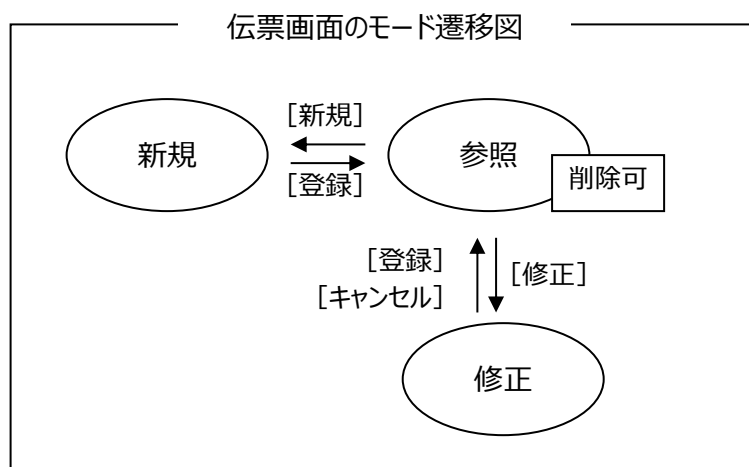 伝票画面のモード遷移図
[新規]
新規
参照
[登録]
削除可
[登録]
[修正]
[キャンセル]
修正